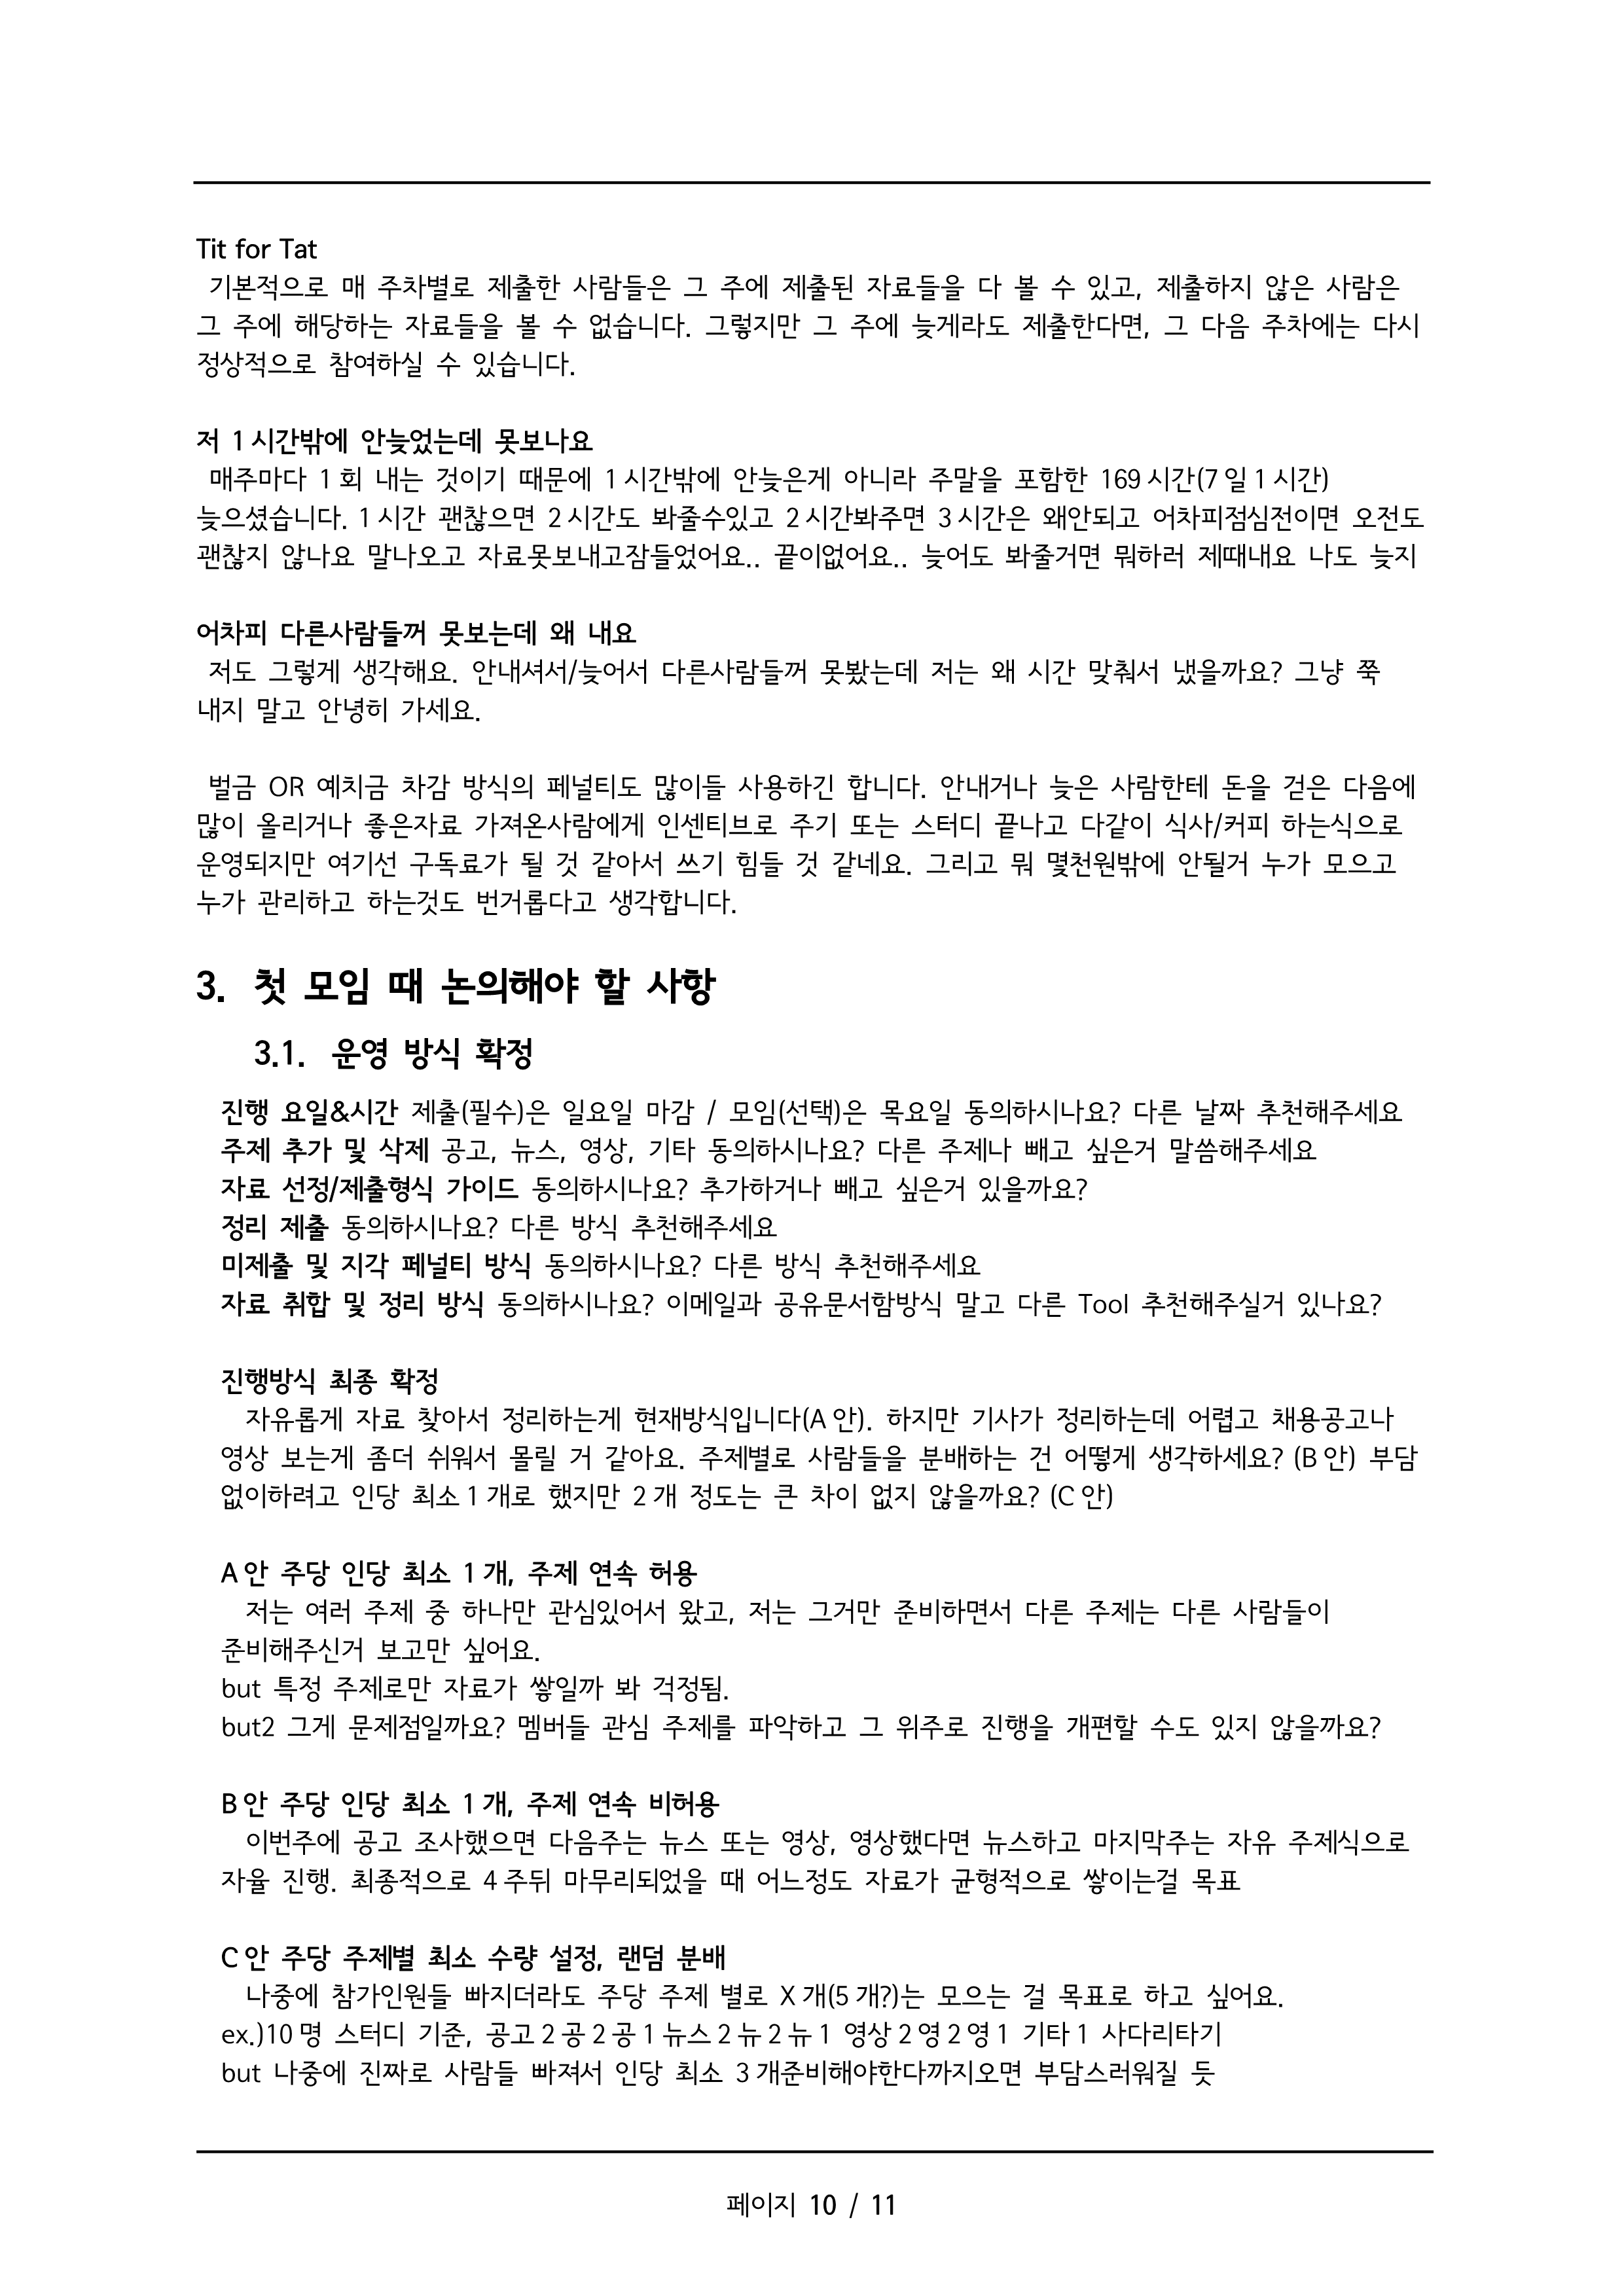 Tit for Tat
기본적으로 매 주차별로 제출한 사람들은 그 주에 제출된 자료들을 다 볼 수 있고, 제출하지 않은 사람은
그 주에 해당하는 자료들을 볼 수 없습니다. 그렇지만 그 주에 늦게라도 제출한다면, 그 다음 주차에는 다시
정상적으로 참여하실 수 있습니다.
저 1시간밖에 안늦었는데 못보나요
매주마다 1회 내는 것이기 때문에 1시간밖에 안늦은게 아니라 주말을 포함한 169시간(7일1시간)
늦으셨습니다. 1시간 괜찮으면 2시간도 봐줄수있고 2시간봐주면 3시간은 왜안되고 어차피점심전이면 오전도
괜찮지 않나요 말나오고 자료못보내고잠들었어요.. 끝이없어요.. 늦어도 봐줄거면 뭐하러 제때내요 나도 늦지
어차피 다른사람들꺼 못보는데 왜 내요
저도 그렇게 생각해요. 안내셔서/늦어서 다른사람들꺼 못봤는데 저는 왜 시간 맞춰서 냈을까요? 그냥 쭉
내지 말고 안녕히 가세요.
벌금 OR 예치금 차감 방식의 페널티도 많이들 사용하긴 합니다. 안내거나 늦은 사람한테 돈을 걷은 다음에
많이 올리거나 좋은자료 가져온사람에게 인센티브로 주기 또는 스터디 끝나고 다같이 식사/커피 하는식으로
운영되지만 여기선 구독료가 될 것 같아서 쓰기 힘들 것 같네요. 그리고 뭐 몇천원밖에 안될거 누가 모으고
누가 관리하고 하는것도 번거롭다고 생각합니다.
3. 첫 모임 때 논의해야 할 사항
3.1. 운영 방식 확정
진행 요일&시간 제출(필수)은 일요일 마감 / 모임(선택)은 목요일 동의하시나요? 다른 날짜 추천해주세요
주제 추가 및 삭제 공고, 뉴스, 영상, 기타 동의하시나요? 다른 주제나 빼고 싶은거 말씀해주세요
자료 선정/제출형식 가이드 동의하시나요? 추가하거나 빼고 싶은거 있을까요?
정리 제출 동의하시나요? 다른 방식 추천해주세요
미제출 및 지각 페널티 방식 동의하시나요? 다른 방식 추천해주세요
자료 취합 및 정리 방식 동의하시나요? 이메일과 공유문서함방식 말고 다른 Tool 추천해주실거 있나요?
진행방식 최종 확정
자유롭게 자료 찾아서 정리하는게 현재방식입니다(A안). 하지만 기사가 정리하는데 어렵고 채용공고나
영상 보는게 좀더 쉬워서 몰릴 거 같아요. 주제별로 사람들을 분배하는 건 어떻게 생각하세요? (B안) 부담
없이하려고 인당 최소1개로 했지만 2개 정도는 큰 차이 없지 않을까요? (C안)
A안 주당 인당 최소 1개, 주제 연속 허용
저는 여러 주제 중 하나만 관심있어서 왔고, 저는 그거만 준비하면서 다른 주제는 다른 사람들이
준비해주신거 보고만 싶어요.
but 특정 주제로만 자료가 쌓일까 봐 걱정됨.
but2 그게 문제점일까요? 멤버들 관심 주제를 파악하고 그 위주로 진행을 개편할 수도 있지 않을까요?
B안 주당 인당 최소 1개, 주제 연속 비허용
이번주에 공고 조사했으면 다음주는 뉴스 또는 영상, 영상했다면 뉴스하고 마지막주는 자유 주제식으로
자율 진행. 최종적으로 4주뒤 마무리되었을 때 어느정도 자료가 균형적으로 쌓이는걸 목표
C안 주당 주제별 최소 수량 설정, 랜덤 분배
나중에 참가인원들 빠지더라도 주당 주제 별로 X개(5개?)는 모으는 걸 목표로 하고 싶어요.
ex.)10명 스터디 기준, 공고2공2공1뉴스2뉴2뉴1 영상2영2영1 기타1 사다리타기
but 나중에 진짜로 사람들 빠져서 인당 최소 3개준비해야한다까지오면 부담스러워질 듯
페이지 10 / 11